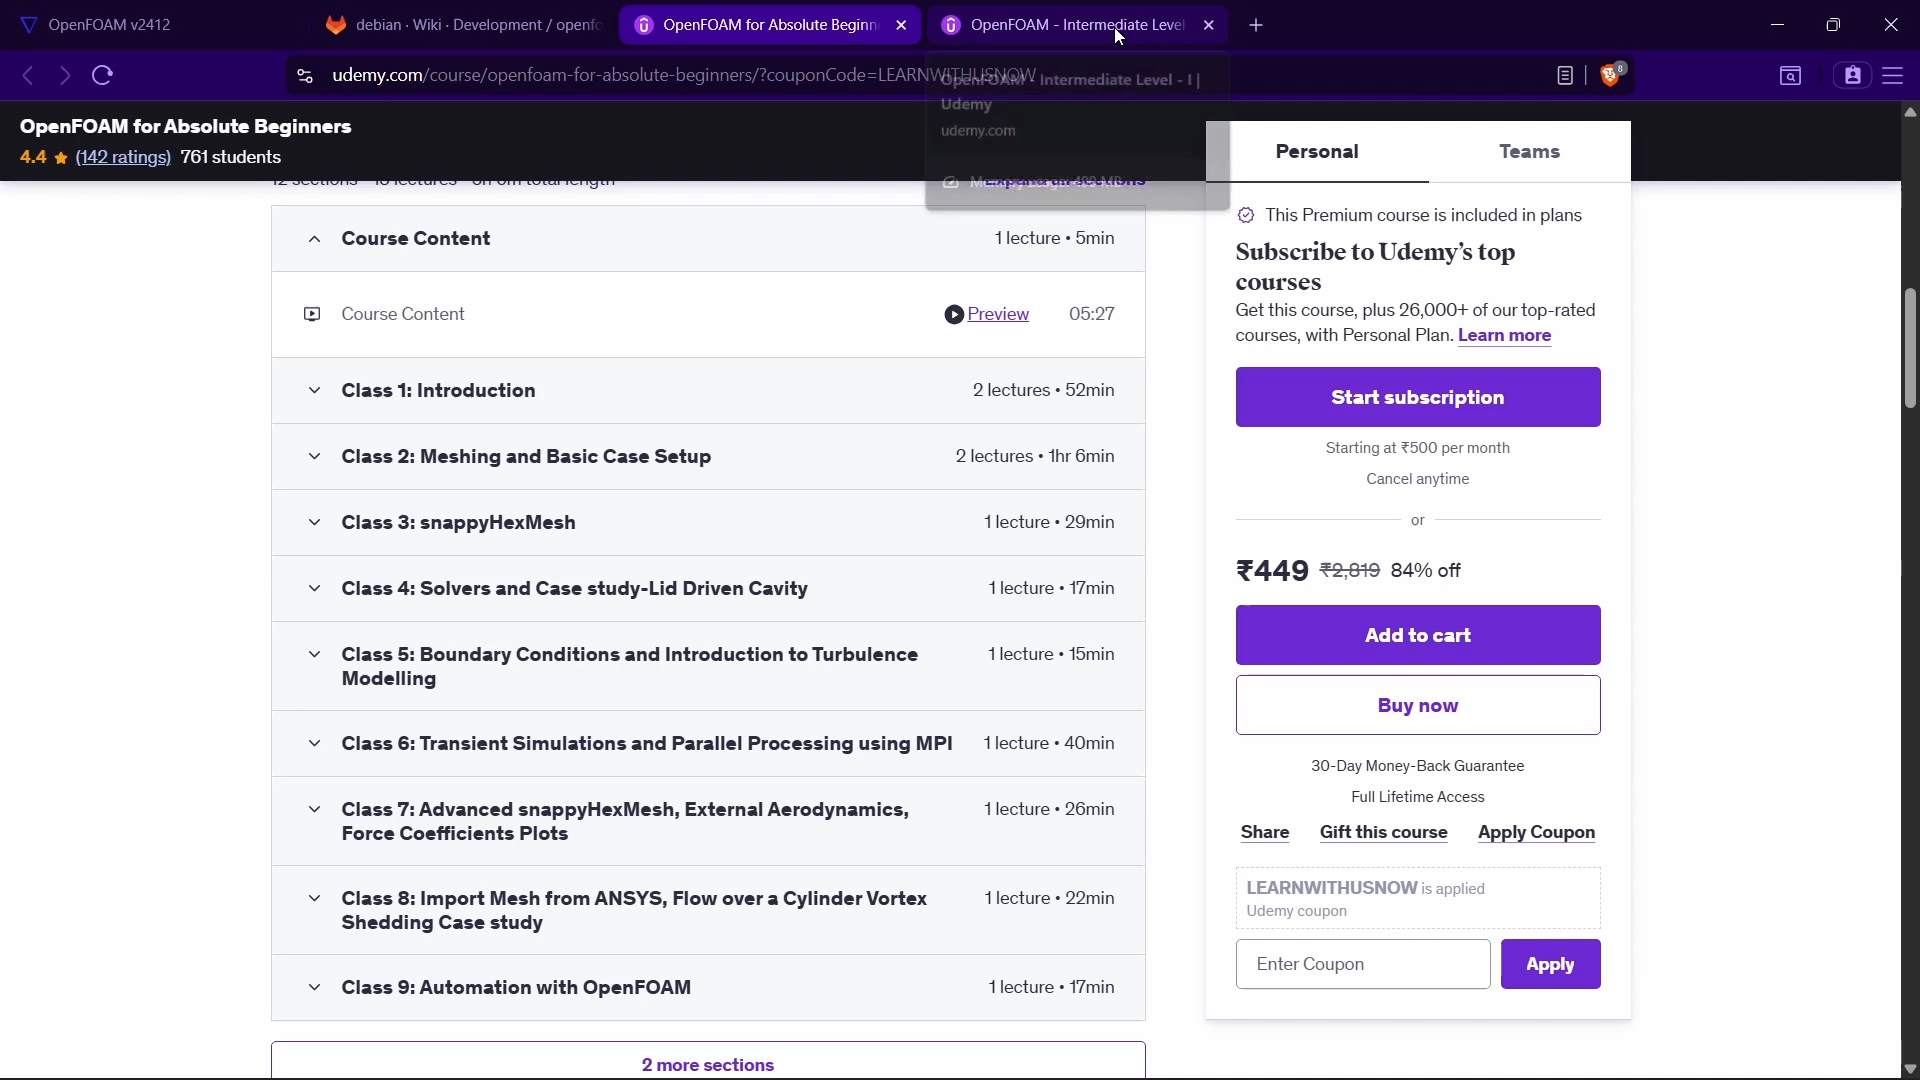 OpenFOAM v2412
debian · Wiki · Development / openfo
OpenFOAM for Absolute Beginn
OpenFOAM - Intermediate Level
udemy.com/course/openfoam-for-absolute-beginners/?couponCode=LEARNWITHUSNOW
8
OpenFOAM - Intermediate Level - I |
Udemy
udemy.com
OpenFOAM for Absolute Beginners
4.4 ★ (142 ratings) 761 students
Personal
Teams
Course Content
1 lecture • 5min
Course Content
Preview
05:27
Class 1: Introduction
2 lectures • 52min
Class 2: Meshing and Basic Case Setup
2 lectures • 1hr 6min
Class 3: snappyHexMesh
1 lecture • 29min
Class 4: Solvers and Case study-Lid Driven Cavity
1 lecture • 17min
Class 5: Boundary Conditions and Introduction to Turbulence
Modelling
1 lecture • 15min
Class 6: Transient Simulations and Parallel Processing using MPI
1 lecture • 40min
Class 7: Advanced snappyHexMesh, External Aerodynamics,
Force Coefficients Plots
1 lecture • 26min
Class 8: Import Mesh from ANSYS, Flow over a Cylinder Vortex
Shedding Case study
1 lecture • 22min
Class 9: Automation with OpenFOAM
1 lecture • 17min
2 more sections
This Premium course is included in plans
Subscribe to Udemy’s top
courses
Get this course, plus 26,000+ of our top-rated
courses, with Personal Plan. Learn more
Start subscription
Starting at ₹500 per month
Cancel anytime
or
₹449 ₹2,819 84% off
Add to cart
Buy now
30-Day Money-Back Guarantee
Full Lifetime Access
Share
Gift this course
Apply Coupon
LEARNWITHUSNOW is applied
Udemy coupon
Enter Coupon
Apply